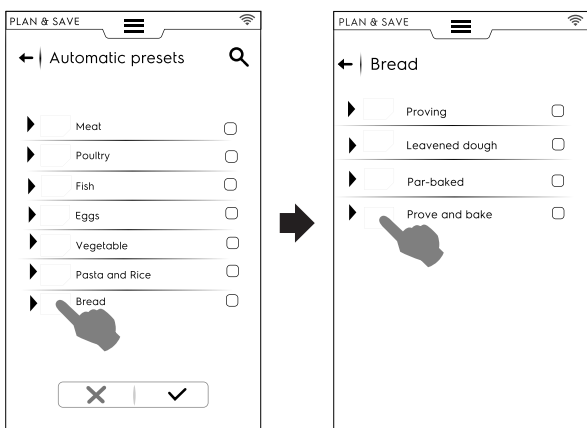 PLAN & SAVE
Automatic presets
Meat
Poultry
Fish
Eggs
Vegetable
Pasta and Rice
Bread
PLAN & SAVE
Bread
Proving
Leavened dough
Par-baked
Prove and bake